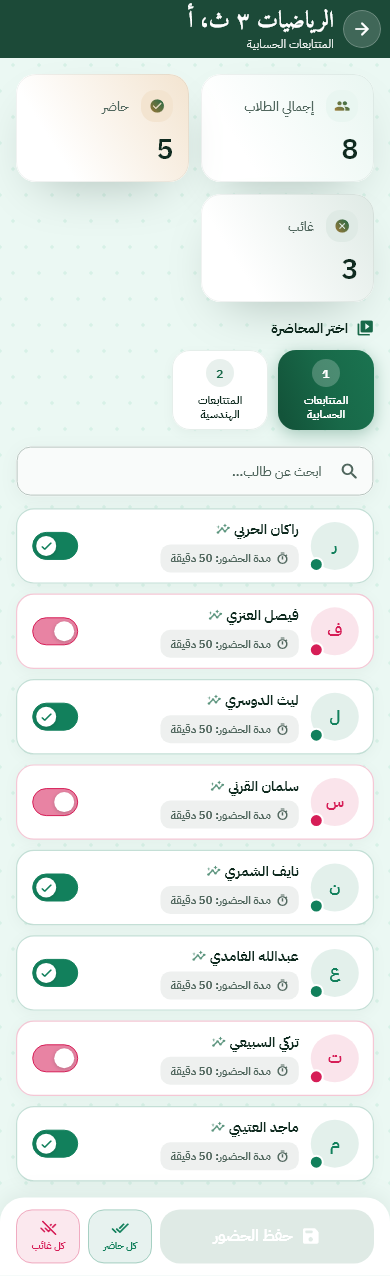 الرياضيات ٣ ث، أ
المتتابعات الحسابية
إجمالي الطلاب
8
حاضر
5
غائب
3
اختر المحاضرة
1
المتتابعات
الحسابية
2
المتتابعات
الهندسية
ابحث عن طالب...
ر
راكان الحربي
مدة الحضور: 50 دقيقة
ف
فيصل العنزي
مدة الحضور: 50 دقيقة
ل
ليث الدوسري
مدة الحضور: 50 دقيقة
س
سلمان القرني
مدة الحضور: 50 دقيقة
ن
نايف الشمري
مدة الحضور: 50 دقيقة
ع
عبدالله الغامدي
مدة الحضور: 50 دقيقة
ت
تركي السبيعي
مدة الحضور: 50 دقيقة
م
ماجد العتيبي
مدة الحضور: 50 دقيقة
حفظ الحضور
كل حاضر
كل غائب